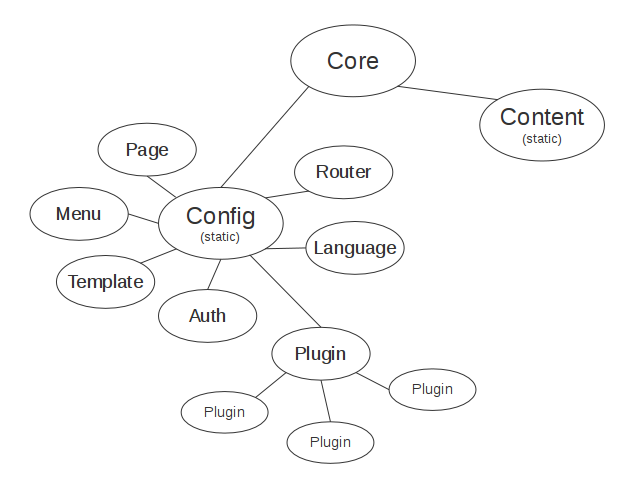 Core
Content
(static)
Page
Router
Menu
Config
(static)
Language
Template
Auth
Plugin
Plugin
Plugin
Plugin